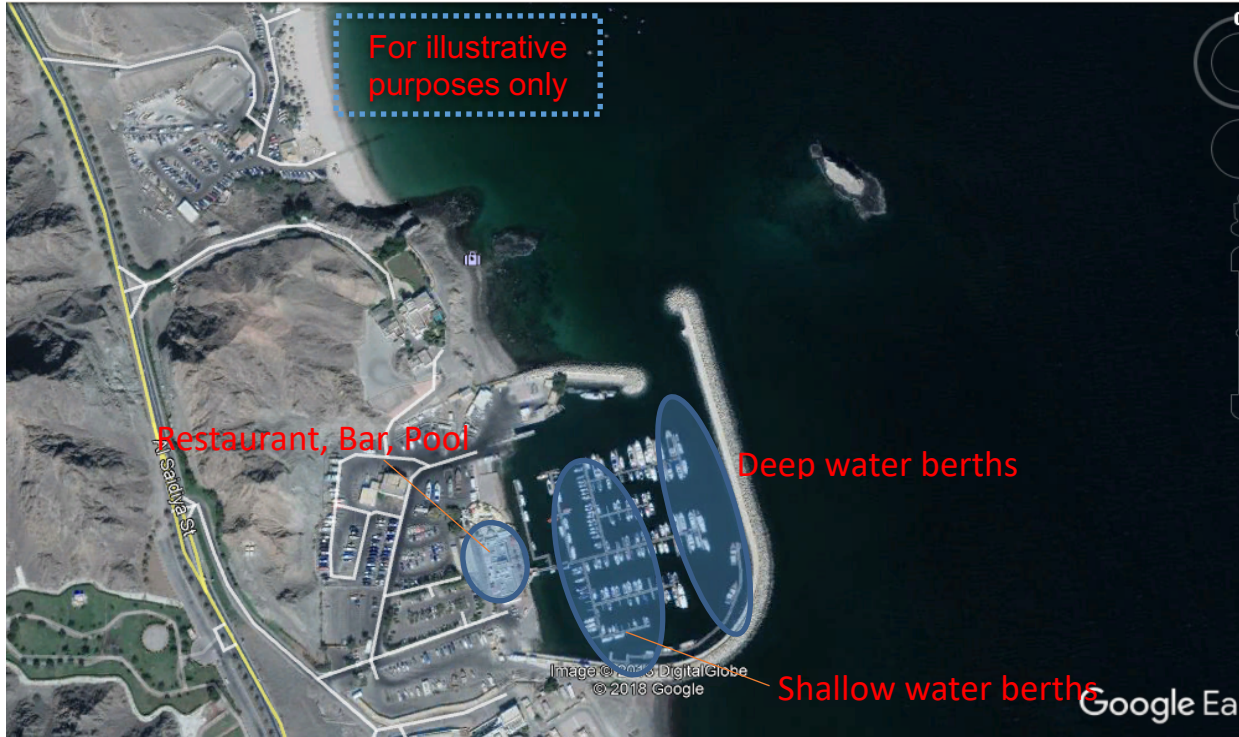 For illustrative
purposes only
Restaurant, Bar, Pool
Deep water berths
Al Saidiya St
Image © 2018 DigitalGlobe
© 2018 Google
Shallow water berths
Google Ea